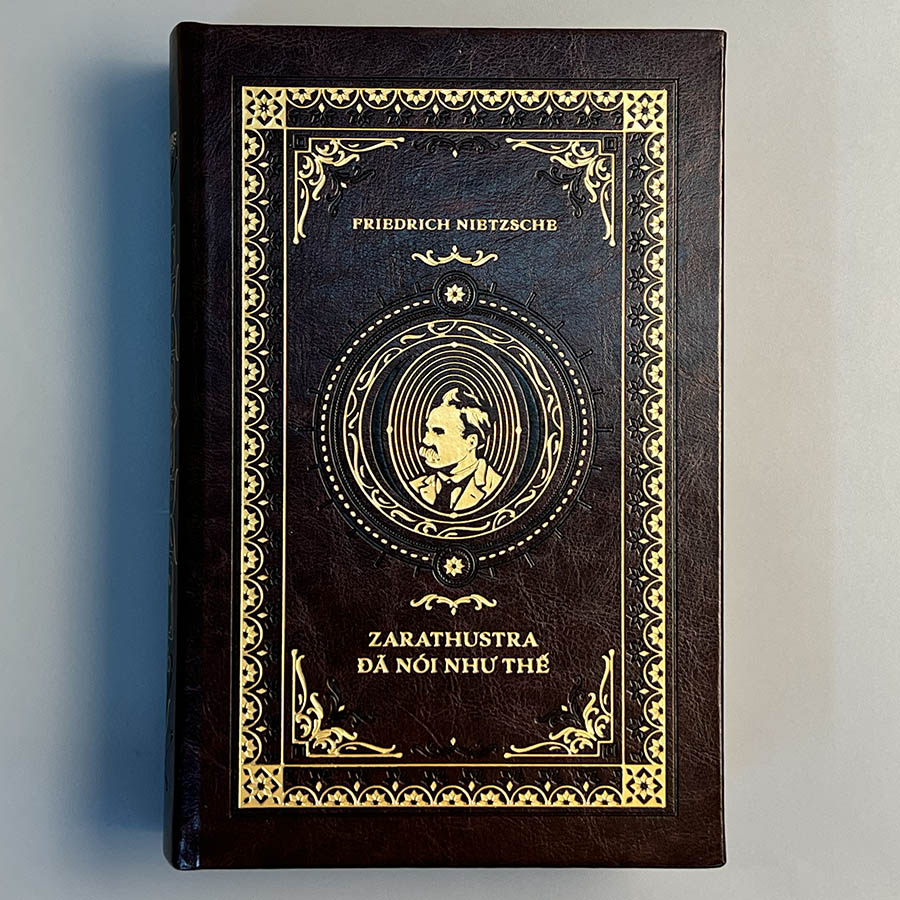 FRIEDRICH NIETZSCHE
ZARATHUSTRA
ĐÃ NÓI NHƯ THẾ